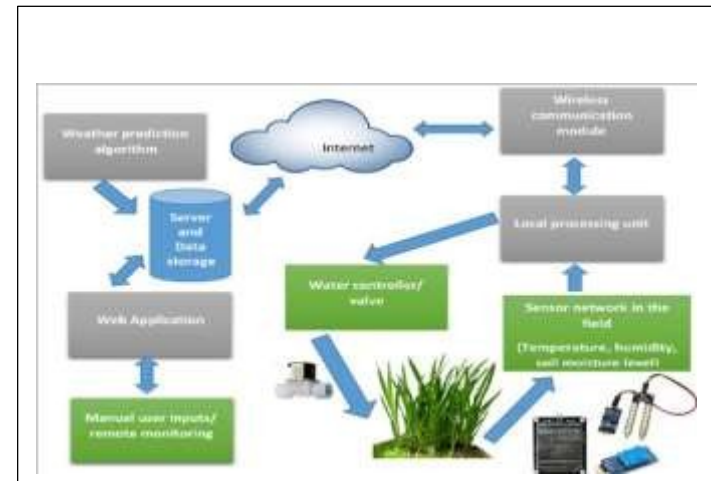 Weather prediction
algorithm
Internet
Wireless
communication
module
Server
and
Data
storage
Local processing unit
Water controller/
valve
Web Application
Sensor network in the
field
(Temperature, humidity,
soil moisture level)
Manual user inputs/
remote monitoring